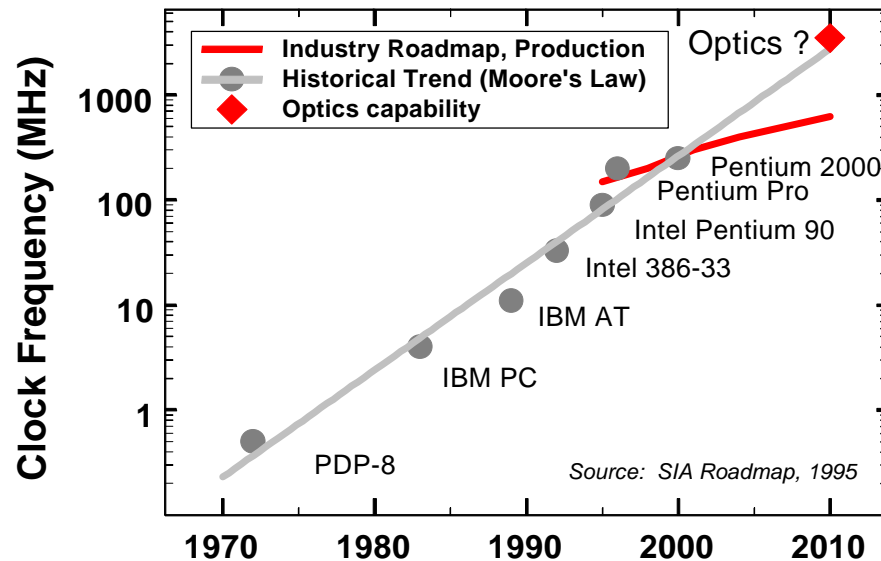 Clock Frequency (MHz)
1000
100
10
1
Industry Roadmap, Production
Historical Trend (Moore's Law)
Optics capability
Optics ?
Pentium 2000
Pentium Pro
Intel Pentium 90
Intel 386-33
IBM AT
IBM PC
PDP-8
Source: SIA Roadmap, 1995
1970 1980 1990 2000 2010